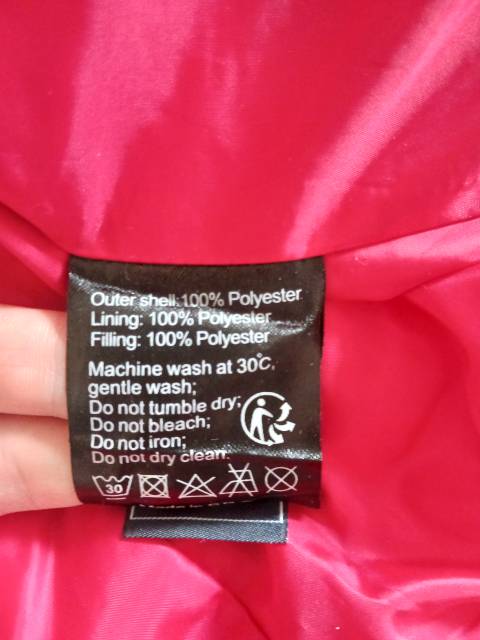 Outer shell:100% Polyester
Lining: 100% Polyester
Filling: 100% Polyester
Machine wash at 30℃,
gentle wash;
Do not tumble dry;
Do not bleach;
Do not iron;
Do not dry clean.
30